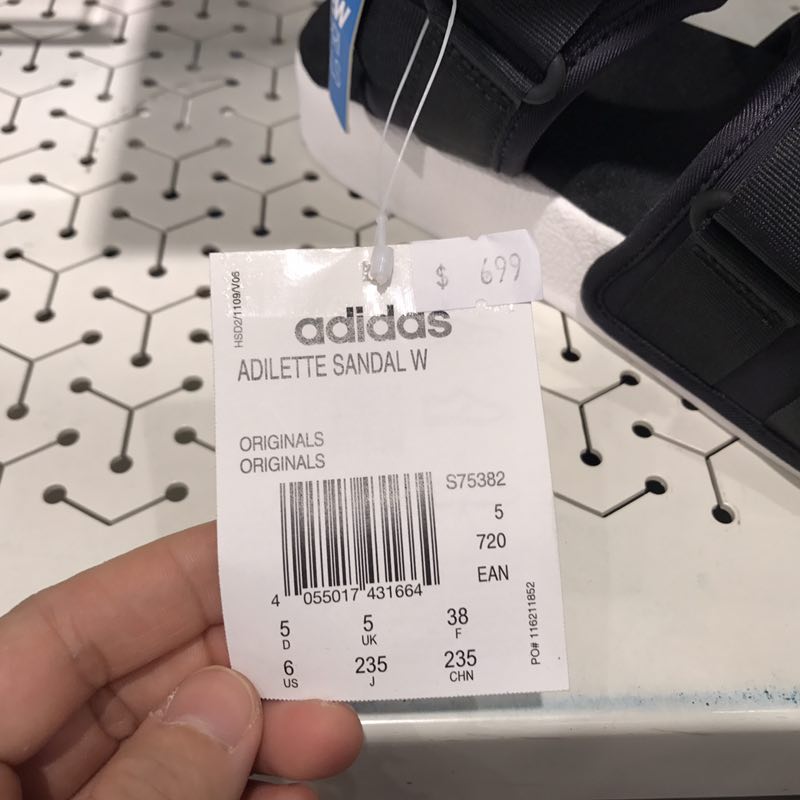 $ 699
HSD2/1109/V06
adidas
ADILETTE SANDAL W
ORIGINALS
ORIGINALS
S75382
5
720
EAN
4 055017 431664
5 5 38
D UK F
6 235 235
US J CHN
PO# 116211852